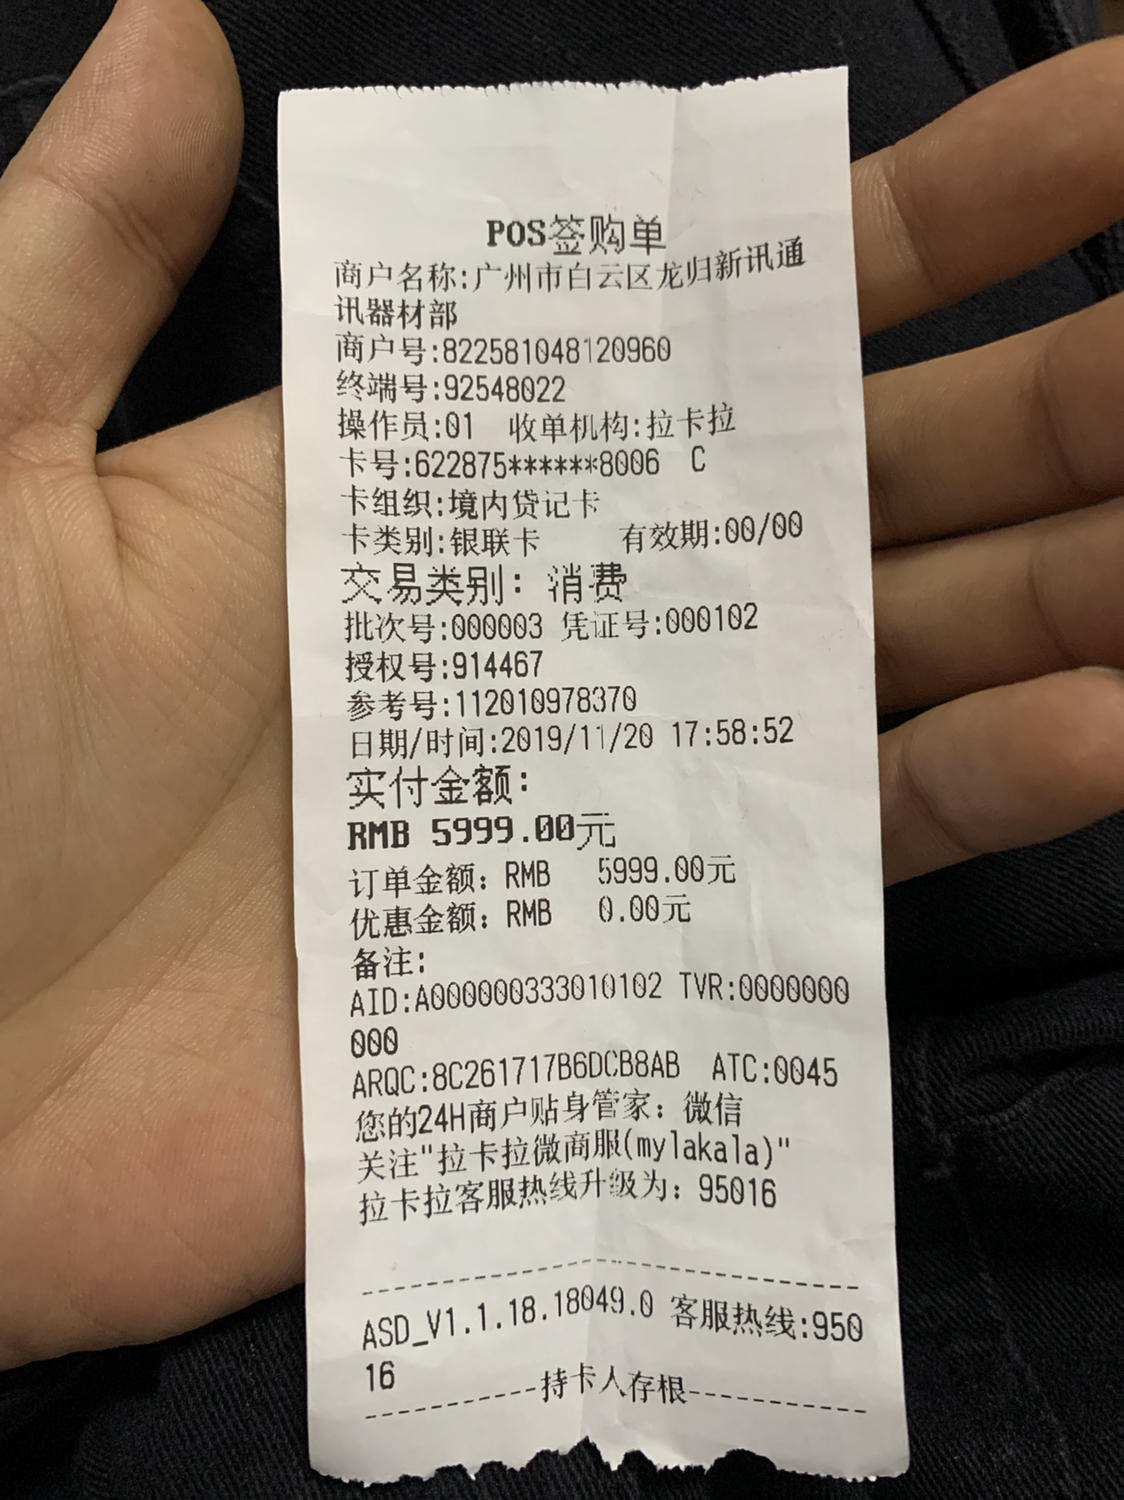 POS签购单
商户名称:广州市白云区龙归新讯通
讯器材部
商户号:822581048120960
终端号:92548022
操作员:01 收单机构:拉卡拉
卡号:622875******8006 C
卡组织:境内贷记卡
卡类别:银联卡 有效期:00/00
交易类别: 消费
批次号:000003 凭证号:000102
授权号:914467
参考号:112010978370
日期/时间:2019/11/20 17:58:52
实付金额:
RMB 5999.00元
订单金额: RMB 5999.00元
优惠金额: RMB 0.00元
备注:
AID:A000000333010102 TVR:0000000
000
ARQC:8C261717B6DCB8AB ATC:0045
您的24H商户贴身管家: 微信
关注"拉卡拉微商服(mylakala)"
拉卡拉客服热线升级为: 95016
ASD_V1.1.18.18049.0 客服热线:950
16
-----------持卡人存根-----------